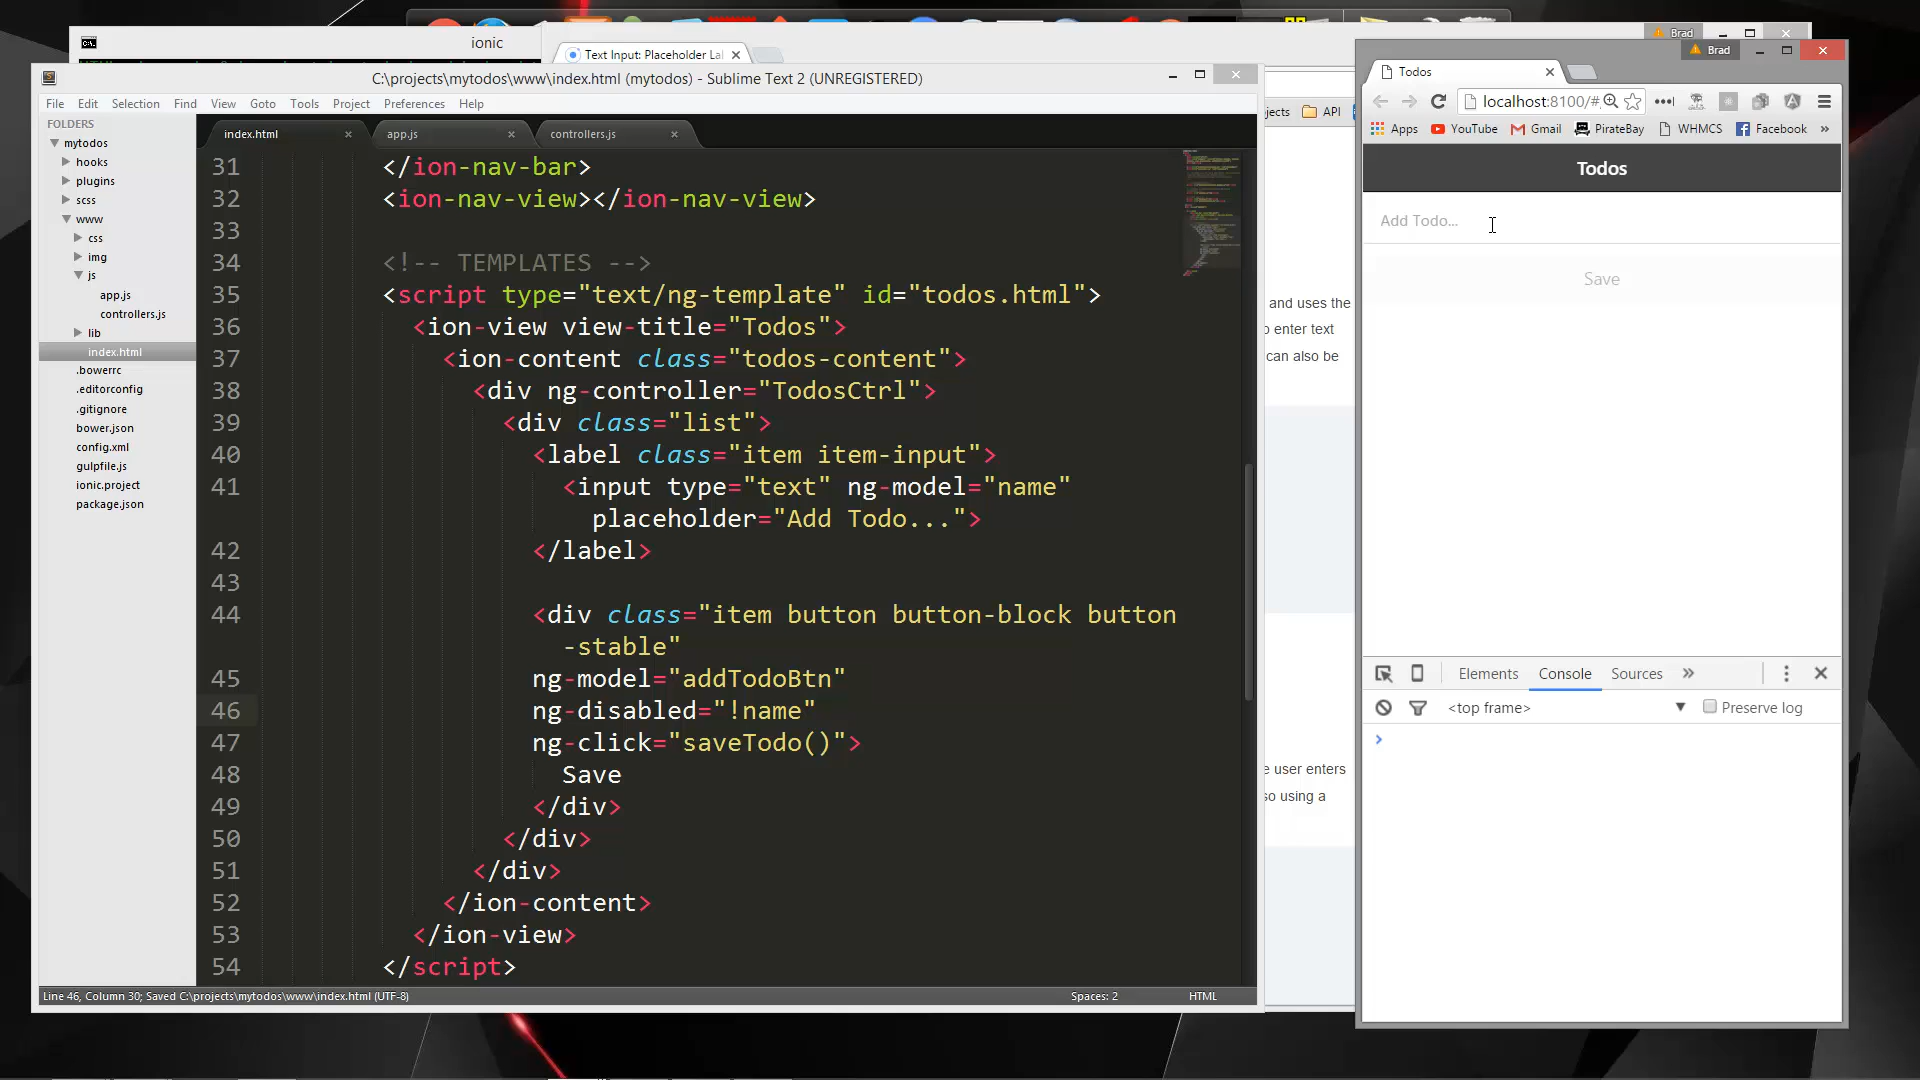 ionic
Text Input: Placeholder Lal
Brad
Brad
C:\projects\mytodos\www\index.html (mytodos) - Sublime Text 2 (UNREGISTERED)
File Edit Selection Find View Goto Tools Project Preferences Help
FOLDERS
mytodos
hooks
plugins
scss
www
css
img
js
app.js
controllers.js
lib
index.html
.bowerrc
.editorconfig
.gitignore
bower.json
config.xml
gulpfile.js
ionic.project
package.json
index.html app.js controllers.js
31 </ion-nav-bar>
32 <ion-nav-view></ion-nav-view>
33
34 <!-- TEMPLATES -->
35 <script type="text/ng-template" id="todos.html">
36 <ion-view view-title="Todos">
37 <ion-content class="todos-content">
38 <div ng-controller="TodosCtrl">
39 <div class="list">
40 <label class="item item-input">
41 <input type="text" ng-model="name"
placeholder="Add Todo...">
42 </label>
43
44 <div class="item button button-block button
-stable"
45 ng-model="addTodoBtn"
46 ng-disabled="!name"
47 ng-click="saveTodo()">
48 Save
49 </div>
50 </div>
51 </div>
52 </ion-content>
53 </ion-view>
54 </script>
Line 46, Column 30; Saved C:\projects\mytodos\www\index.html (UTF-8) Spaces: 2 HTML
jects API
and uses the
o enter text
can also be
e user enters
so using a
Todos
localhost:8100/#
Apps YouTube Gmail PirateBay WHMCS Facebook »
Todos
Add Todo...
Save
Elements Console Sources »
<top frame> Preserve log